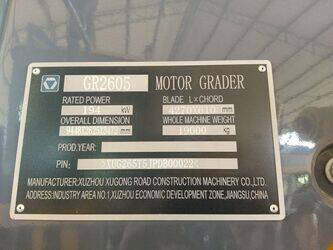 GR2605 MOTOR GRADER
RATED POWER BLADE L×CHORD
194 kW 4270X610 mm
OVERALL DIMENSION WHOLE MACHINE WEIGHT
mm 19000 kg
PROD.YEAR:
PIN:
MANUFACTURER:XUZHOU XUGONG ROAD CONSTRUCTION MACHINERY CO.,LTD.
ADDRESS:INDUSTRY AREA NO.1,XUZHOU ECONOMIC DEVELOPMENT ZONE,JIANGSU,CHINA